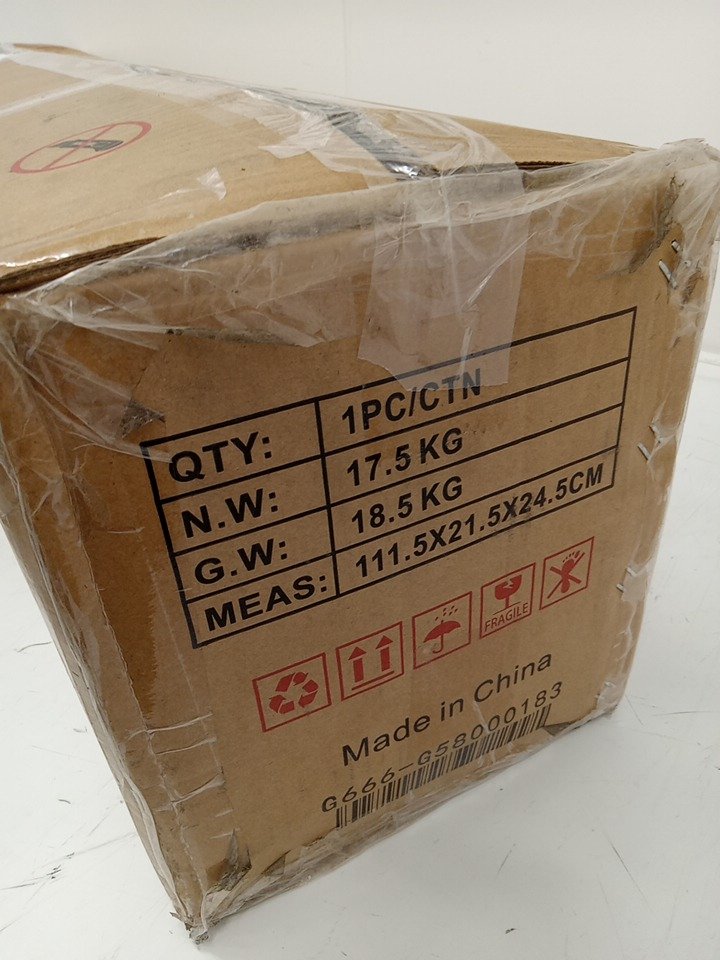 QTY: 1PC/CTN
N.W: 17.5 KG
G.W: 18.5 KG
MEAS: 111.5X21.5X24.5CM
FRAGILE
Made in China
G666-G58000183